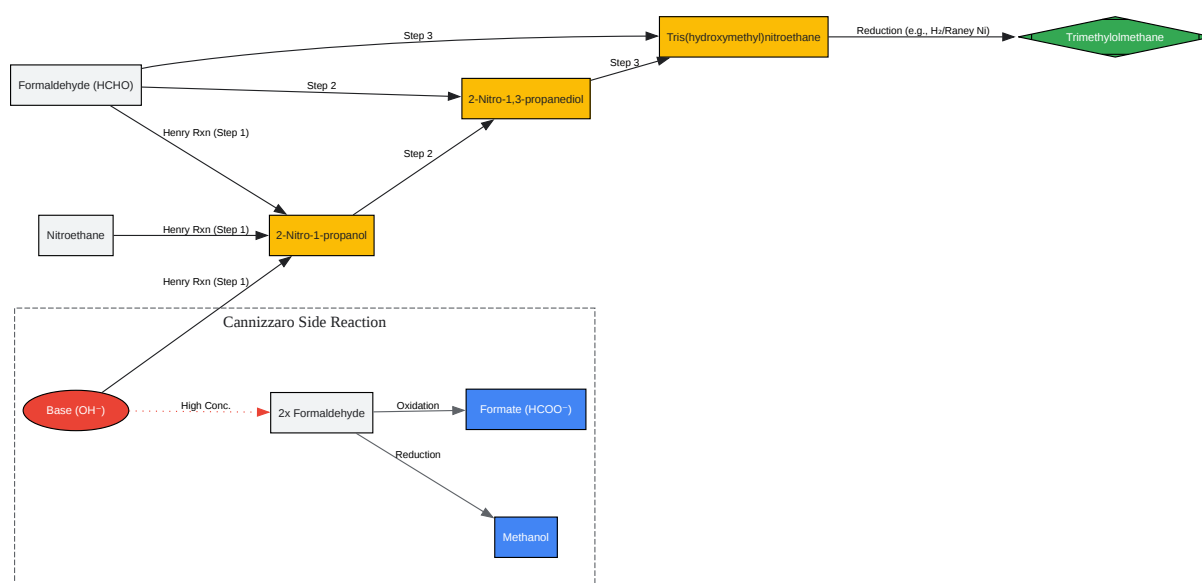 Step 3
Tris(hydroxymethyl)nitroethane
Reduction (e.g., H₂/Raney Ni)
Trimethylolmethane
Formaldehyde (HCHO)
Step 2
2-Nitro-1,3-propanediol
Step 3
Henry Rxn (Step 1)
Step 2
Nitroethane
Henry Rxn (Step 1)
2-Nitro-1-propanol
Henry Rxn (Step 1)
Cannizzaro Side Reaction
Base (OH⁻)
High Conc.
2x Formaldehyde
Oxidation
Formate (HCOO⁻)
Reduction
Methanol